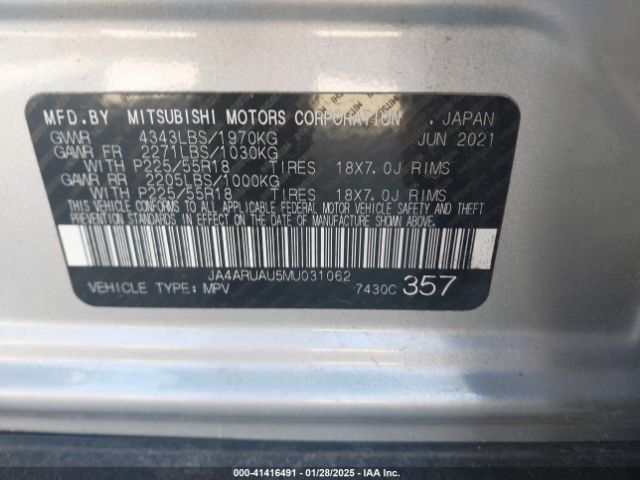 MFD.BY MITSUBISHI MOTORS CORPORATION . JAPAN
GVWR 4343LBS/1970KG JUN 2021
GAWR FR 2271LBS/1030KG
WITH P225/55R18 TIRES 18X7.0J RIMS
GAWR RR 2205LBS/1000KG
WITH P225/55R18 TIRES 18X7.0J RIMS
THIS VEHICLE CONFORMS TO ALL APPLICABLE FEDERAL MOTOR VEHICLE SAFETY AND THEFT
PREVENTION STANDARDS IN EFFECT ON THE DATE OF MANUFACTURE SHOWN ABOVE.
JA4ARUAU5MU031062
VEHICLE TYPE: MPV 7430C 357
000-41416491 - 01/28/2025 - IAA Inc.